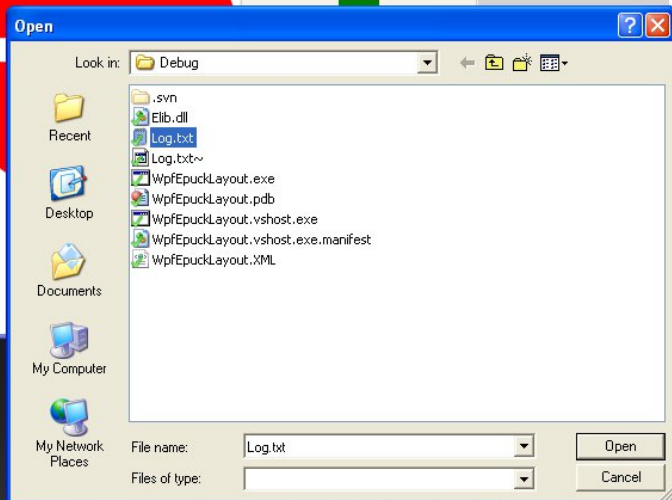 Open
Look in: Debug
.svn
Elib.dll
Log.txt
Log.txt~
WpfEpuckLayout.exe
WpfEpuckLayout.pdb
WpfEpuckLayout.vshost.exe
WpfEpuckLayout.vshost.exe.manifest
WpfEpuckLayout.XML
Recent
Desktop
Documents
My Computer
My Network
Places
File name: Log.txt Open
Files of type: Cancel